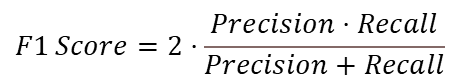 F1 Score = 2 · (Precision · Recall) / (Precision + Recall)